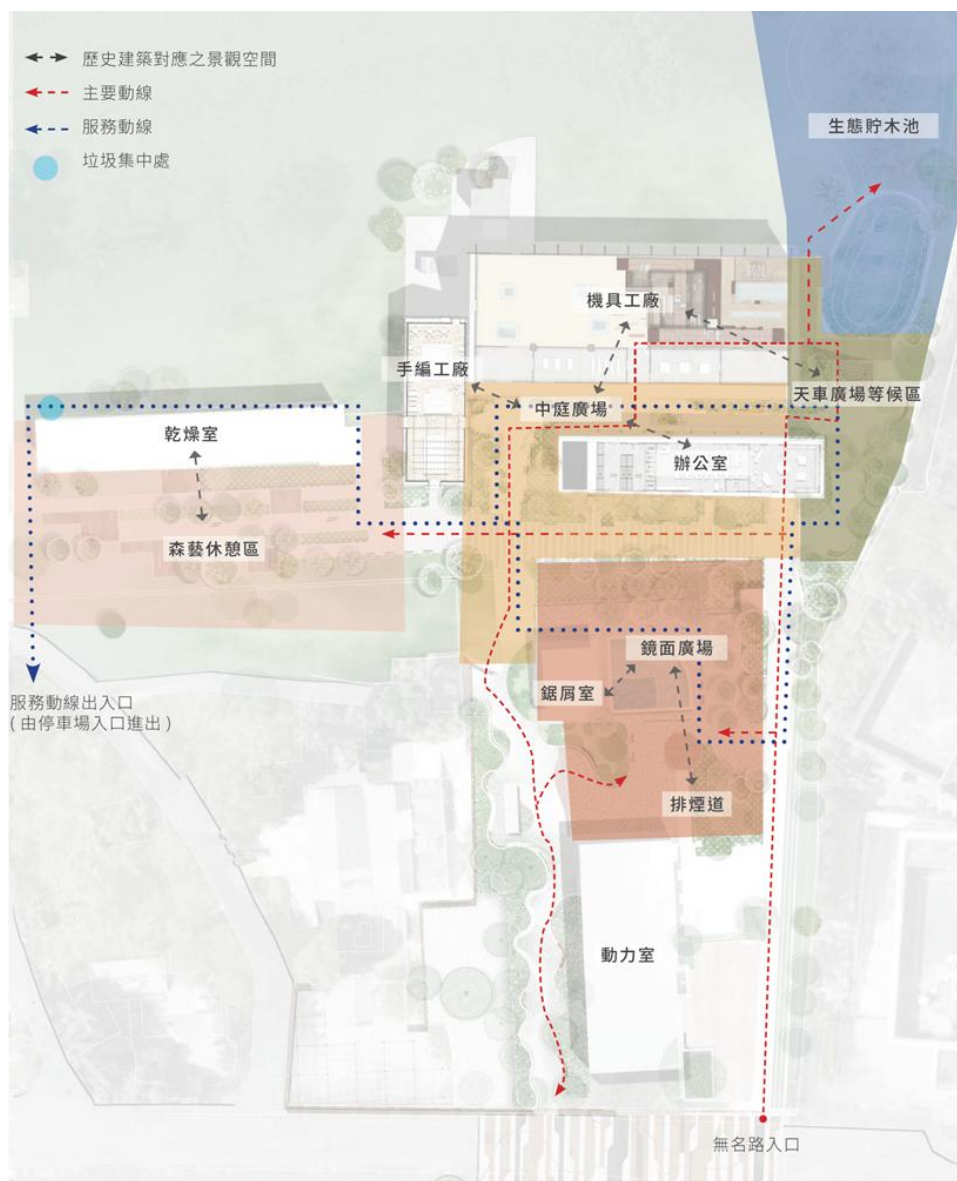 歷史建築對應之景觀空間
主要動線
服務動線
垃圾集中處
生態貯木池
機具工廠
手編工廠
天車廣場等候區
中庭廣場
乾燥室
辦公室
森藝休憩區
鏡面廣場
鋸屑室
服務動線出入口
(由停車場入口進出)
排煙道
動力室
無名路入口